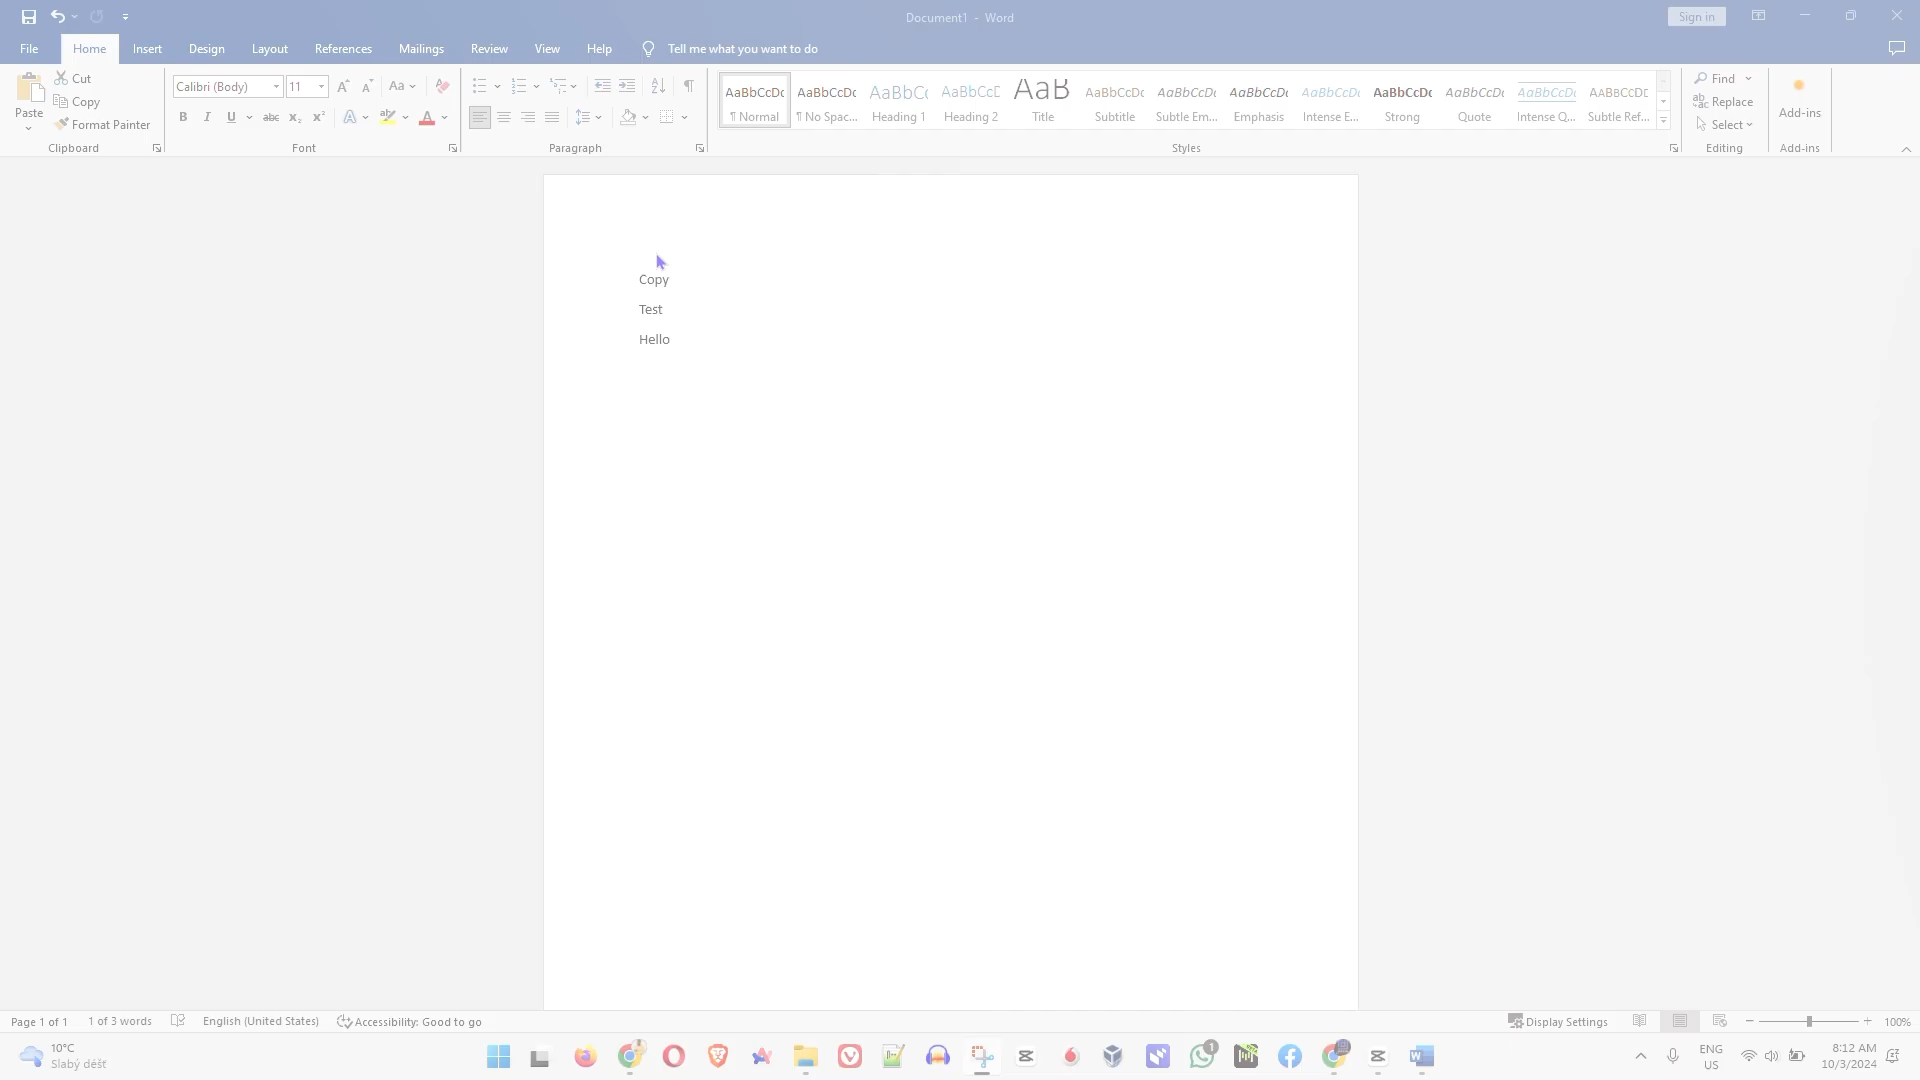 Document1 - Word
Sign in
File Home Insert Design Layout References Mailings Review View Help Tell me what you want to do
Paste
Cut
Copy
Format Painter
Clipboard
Calibri (Body) 11
Font
Paragraph
AaBbCcDc AaBbCcDc AaBbCc AaBbCcD AaB AaBbCcDc AaBbCcDc AaBbCcDc AaBbCcDc AaBbCcDc AaBbCcDc AaBbCcDc AABBCCDC
¶ Normal ¶ No Spac... Heading 1 Heading 2 Title Subtitle Subtle Em... Emphasis Intense E... Strong Quote Intense Q... Subtle Ref...
Styles
Find
Replace
Select
Editing
Add-ins
Add-ins
Copy
Test
Hello
Page 1 of 1 1 of 3 words English (United States) Accessibility: Good to go
Display Settings 100%
10°C
Slabý déšť
1
ENG
US
8:12 AM
10/3/2024